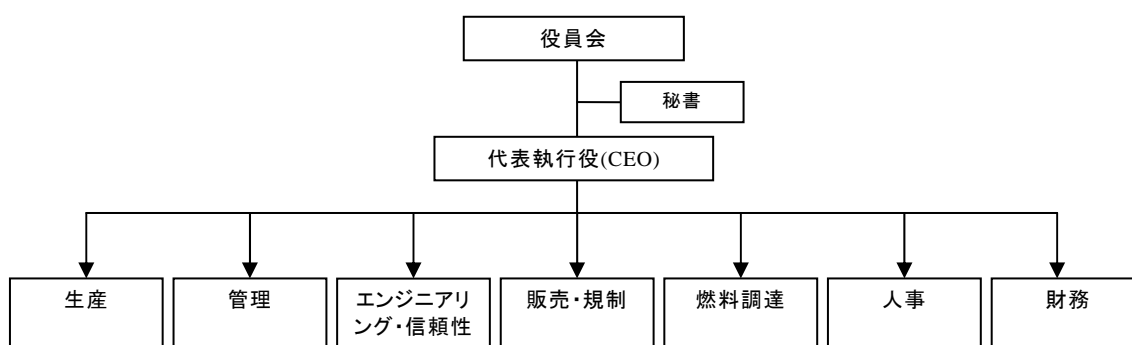 役員会
秘書
代表執行役(CEO)
生産
管理
エンジニアリ
ング・信頼性
販売・規制
燃料調達
人事
財務